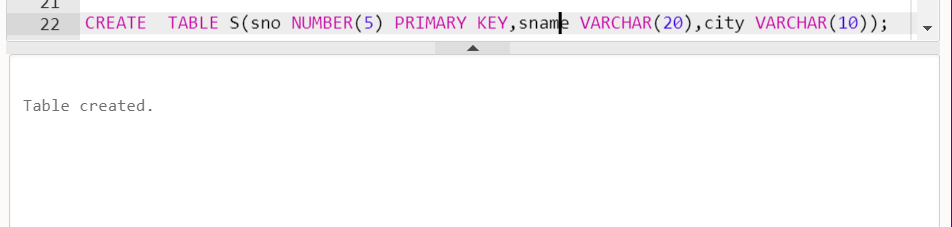 21
22 CREATE  TABLE S(sno NUMBER(5) PRIMARY KEY,sname VARCHAR(20),city VARCHAR(10));
Table created.